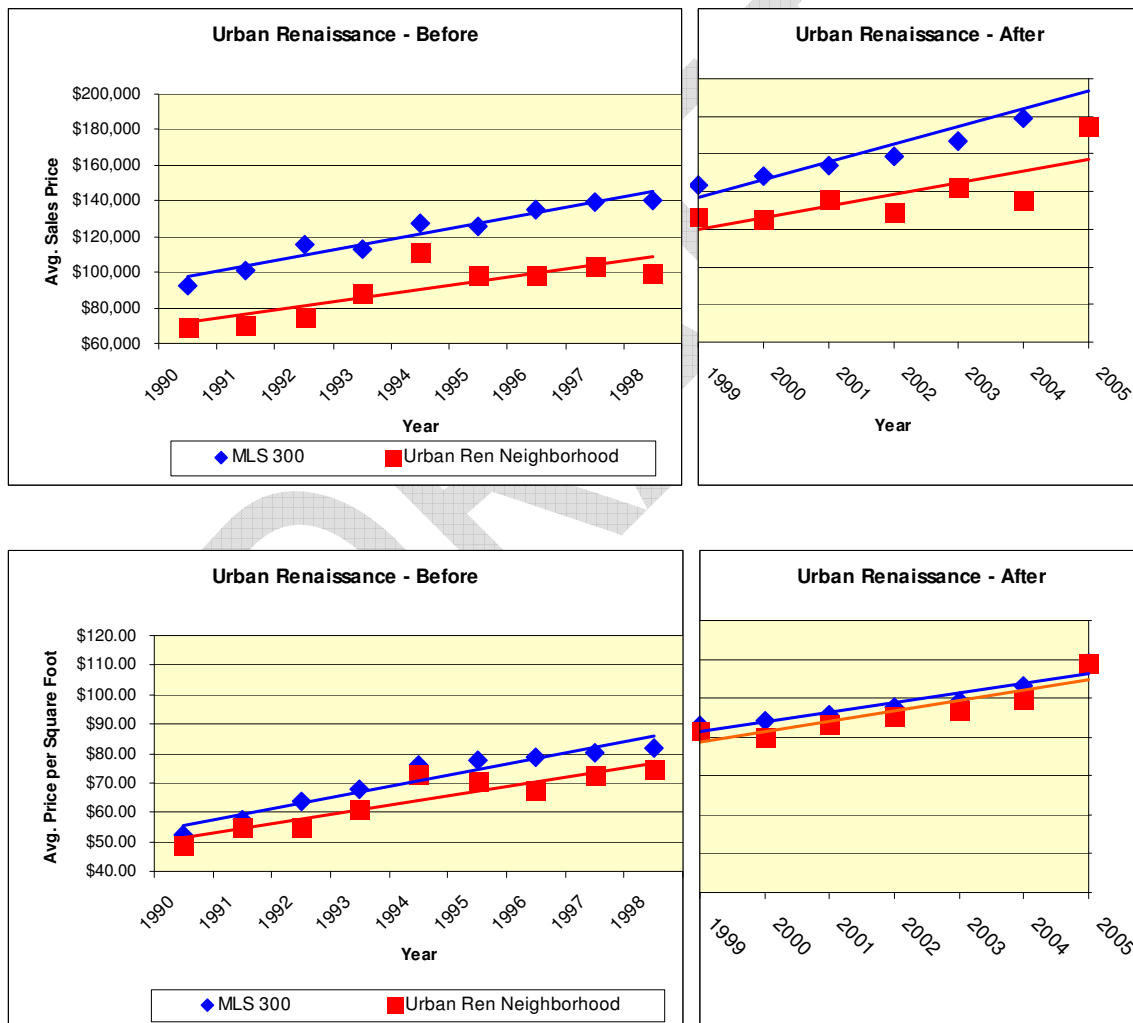 Urban Renaissance - Before
$200,000
$180,000
$160,000
$140,000
$120,000
$100,000
$80,000
$60,000
Avg. Sales Price
1990 1991 1992 1993 1994 1995 1996 1997 1998
Year
MLS 300 Urban Ren Neighborhood
Urban Renaissance - After
1999 2000 2001 2002 2003 2004 2005
Year
Urban Renaissance - Before
$120.00
$110.00
$100.00
$90.00
$80.00
$70.00
$60.00
$50.00
$40.00
Avg. Price per Square Foot
1990 1991 1992 1993 1994 1995 1996 1997 1998
Year
MLS 300 Urban Ren Neighborhood
Urban Renaissance - After
1999 2000 2001 2002 2003 2004 2005